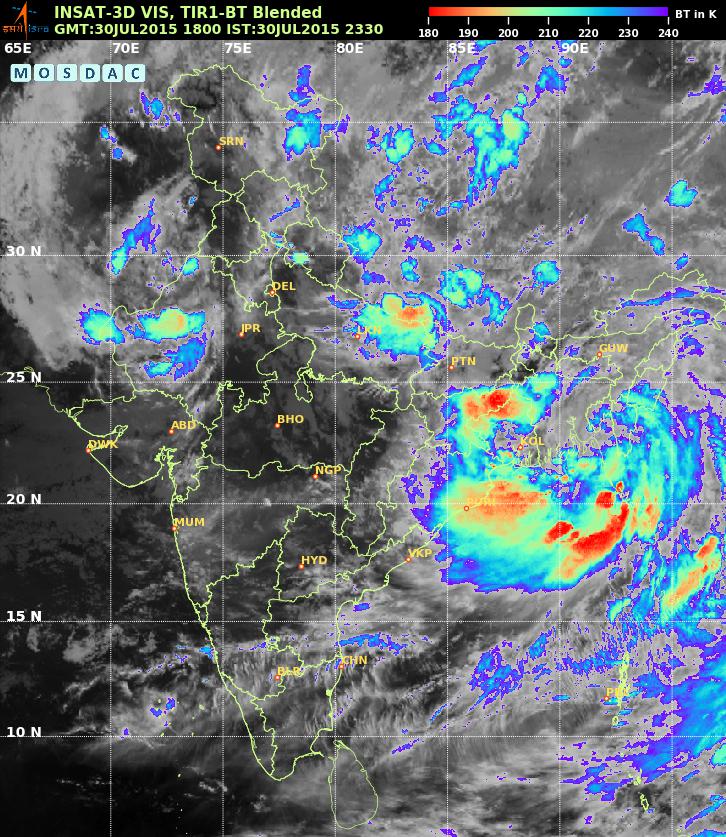 INSAT-3D VIS, TIR1-BT Blended
GMT:30JUL2015 1800 IST:30JUL2015 2330
BT in K
180 190 200 210 220 230 240
65E 70E 75E 80E 85E 90E
MOSDAC
SRN
30 N
DEL
JPR
LKN
PTN
GUW
25 N
ABD
BHO
KOL
DWK
NGP
20 N
PURI
MUM
HYD
VKP
15 N
BLR
CHN
10 N